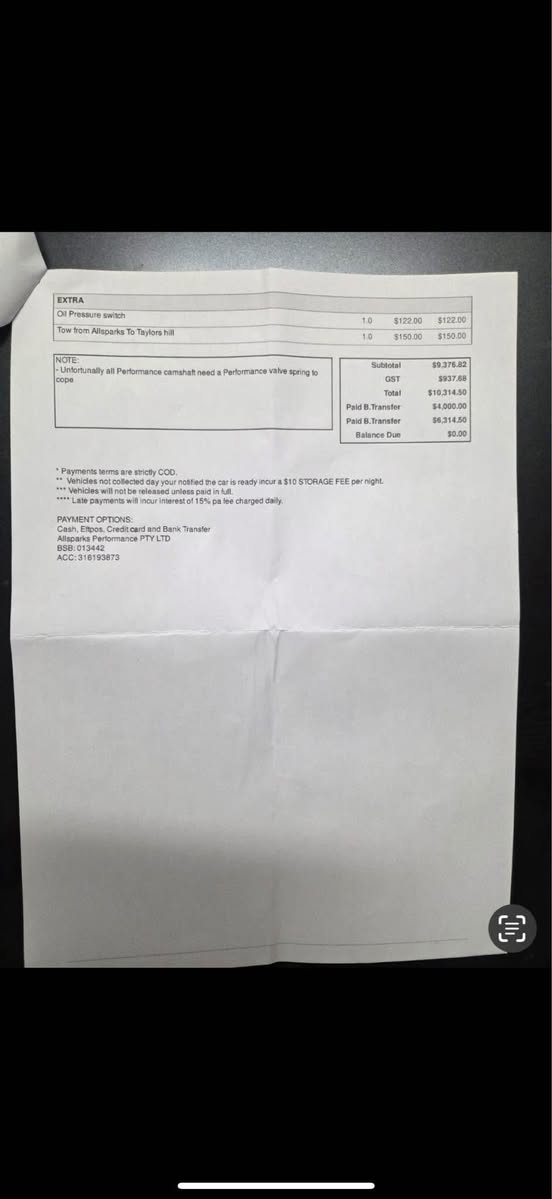 EXTRA
Oil Pressure switch 1.0 $122.00 $122.00
Tow from Allsparks To Taylors hill 1.0 $150.00 $150.00
NOTE:
- Unfortunally all Performance camshaft need a Performance valve spring to
cope
Subtotal $9,376.82
GST $937.68
Total $10,314.50
Paid B.Transfer $4,000.00
Paid B.Transfer $6,314.50
Balance Due $0.00
* Payments terms are strictly COD.
** Vehicles not collected day your notified the car is ready incur a $10 STORAGE FEE per night.
*** Vehicles will not be released unless paid in full.
**** Late payments will incur Interest of 15% pa fee charged daily.
PAYMENT OPTIONS:
Cash, Eftpos, Credit card and Bank Transfer
Allsparks Performance PTY LTD
BSB: 013442
ACC: 316193873